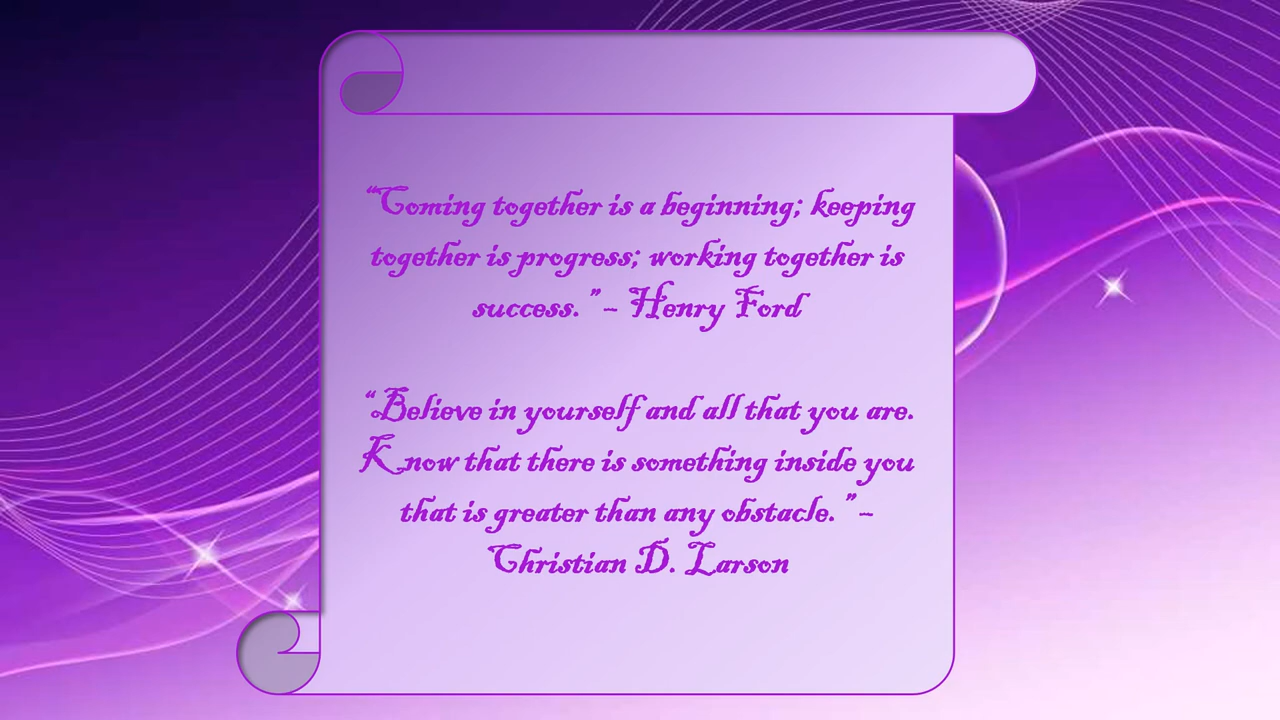 “Coming together is a beginning; keeping
together is progress; working together is
success.” – Henry Ford
“Believe in yourself and all that you are.
Know that there is something inside you
that is greater than any obstacle.” –
Christian D. Larson